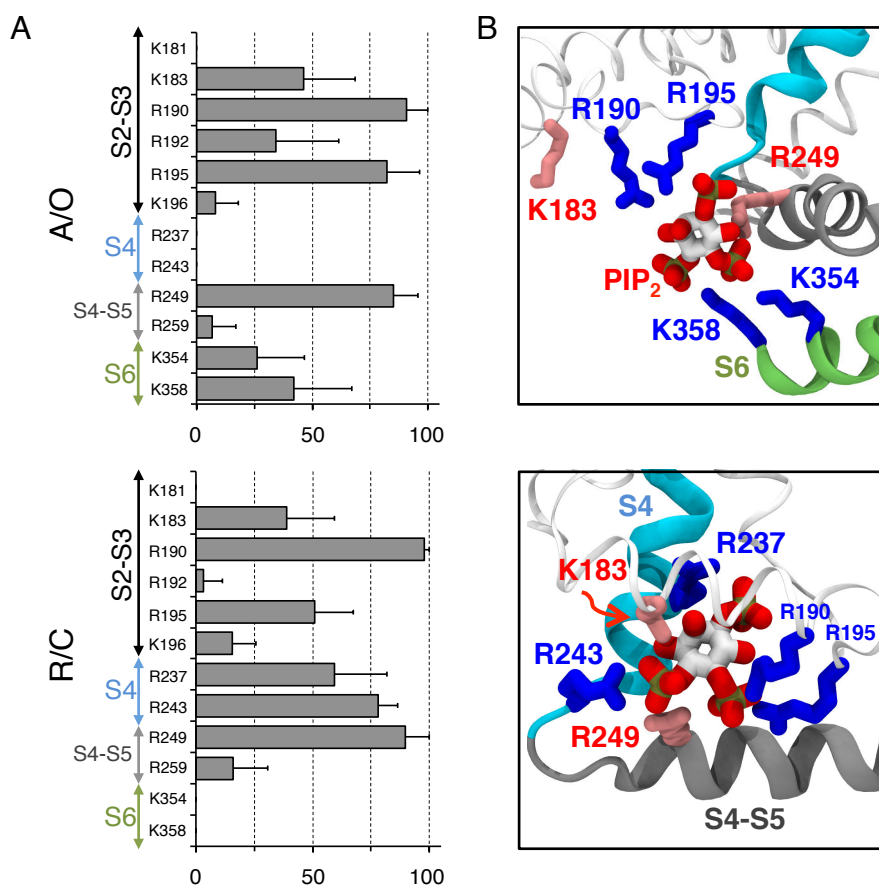 A
A/O
S2–S3
S4
S4–S5
S6
K181
K183
R190
R192
R195
K196
R237
R243
R249
R259
K354
K358
0 50 100
R/C
S2–S3
S4
S4–S5
S6
K181
K183
R190
R192
R195
K196
R237
R243
R249
R259
K354
K358
0 50 100
B
R195
R190
R249
K183
PIP2
K354
K358
S6
S4
R237
K183
R190
R195
R243
R249
S4-S5